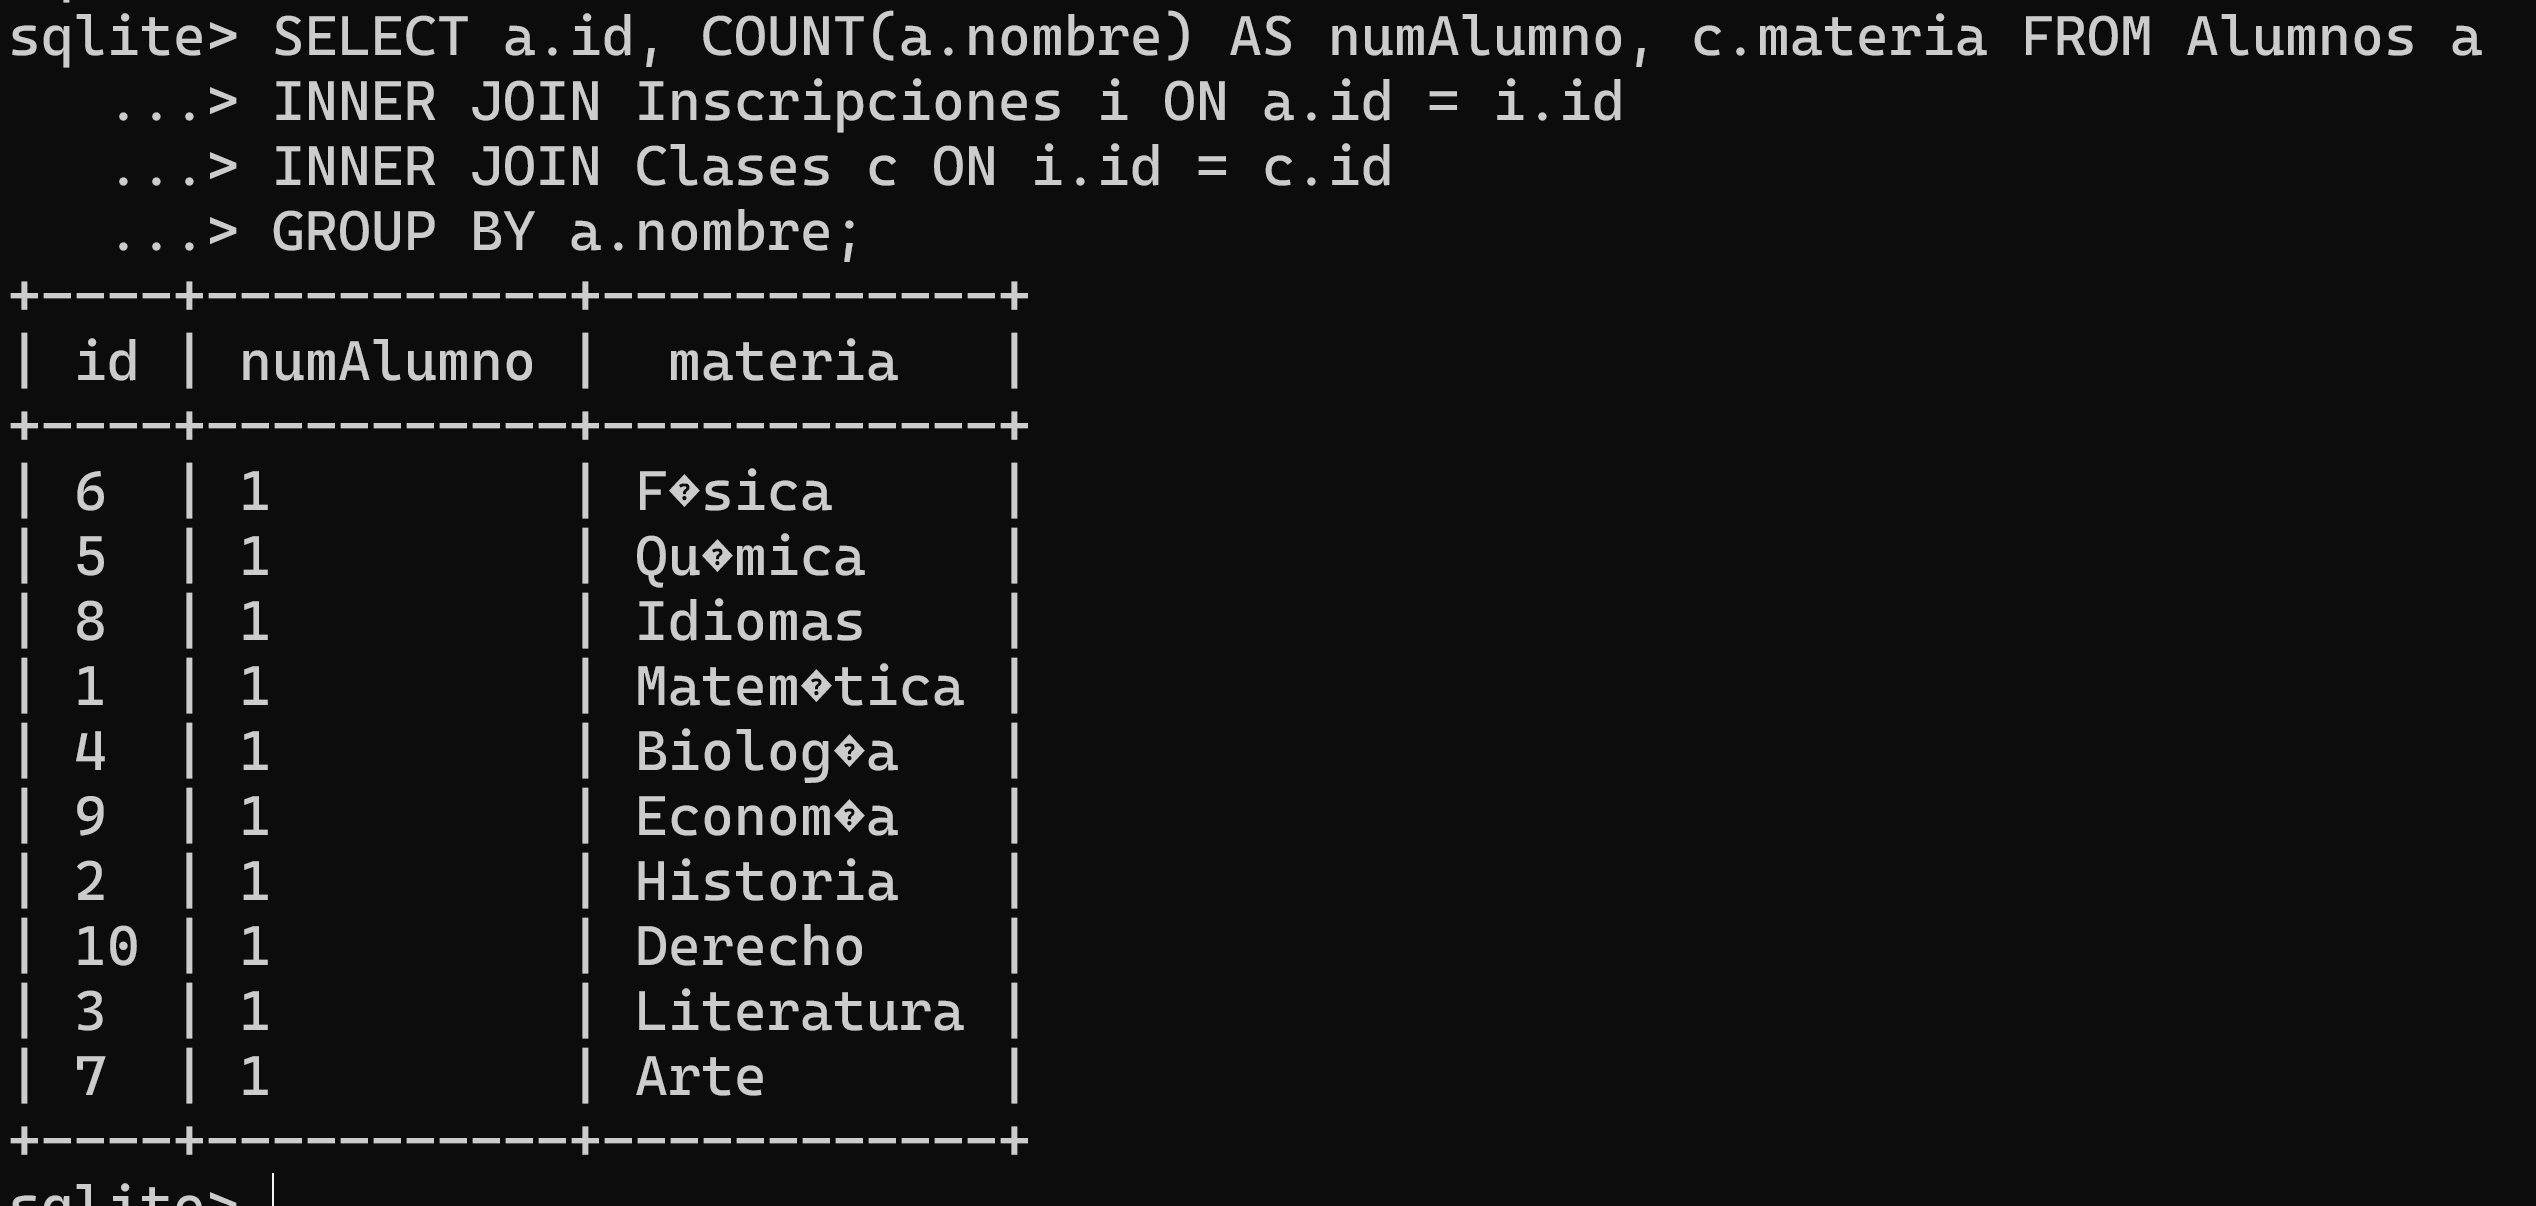 sqlite> SELECT a.id, COUNT(a.nombre) AS numAlumno, c.materia FROM Alumnos a
   ...> INNER JOIN Inscripciones i ON a.id = i.id
   ...> INNER JOIN Clases c ON i.id = c.id
   ...> GROUP BY a.nombre;
+----+-----------+-------------+
| id | numAlumno |   materia   |
+----+-----------+-------------+
| 6  | 1         | F�sica      |
| 5  | 1         | Qu�mica     |
| 8  | 1         | Idiomas     |
| 1  | 1         | Matem�tica  |
| 4  | 1         | Biolog�a    |
| 9  | 1         | Econom�a    |
| 2  | 1         | Historia    |
| 10 | 1         | Derecho     |
| 3  | 1         | Literatura  |
| 7  | 1         | Arte        |
+----+-----------+-------------+
sqlite>